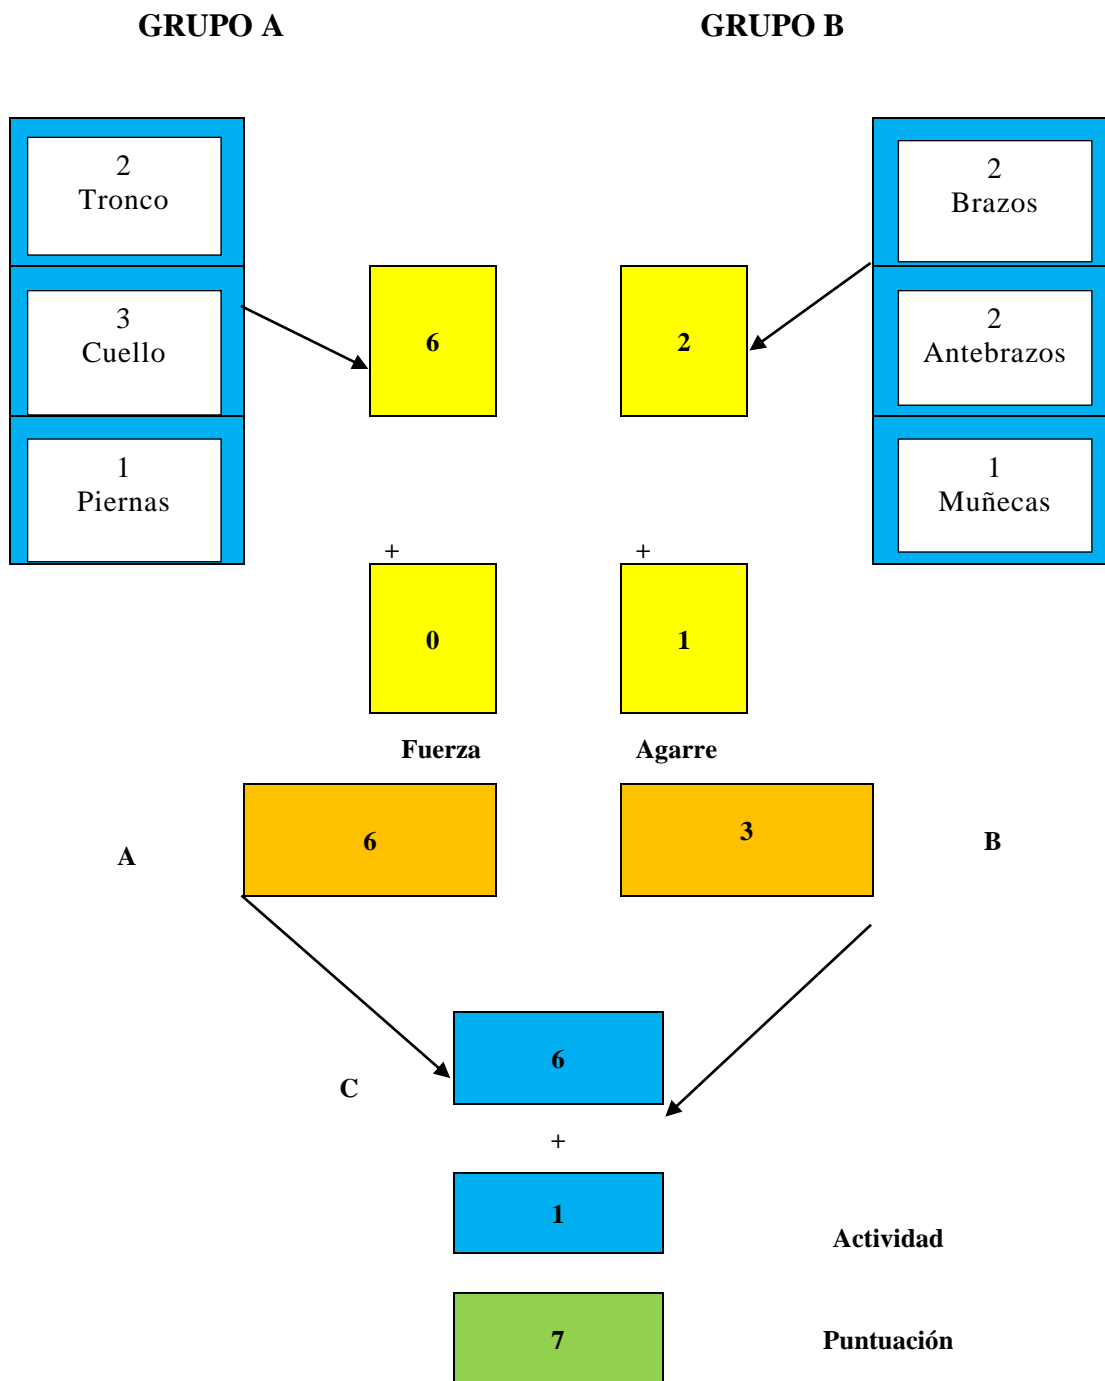 GRUPO A
GRUPO B
2
Tronco
3
Cuello
1
Piernas
6
2
2
Brazos
2
Antebrazos
1
Muñecas
+
+
0
1
Fuerza
Agarre
A
6
3
B
C
6
+
1
Actividad
7
Puntuación